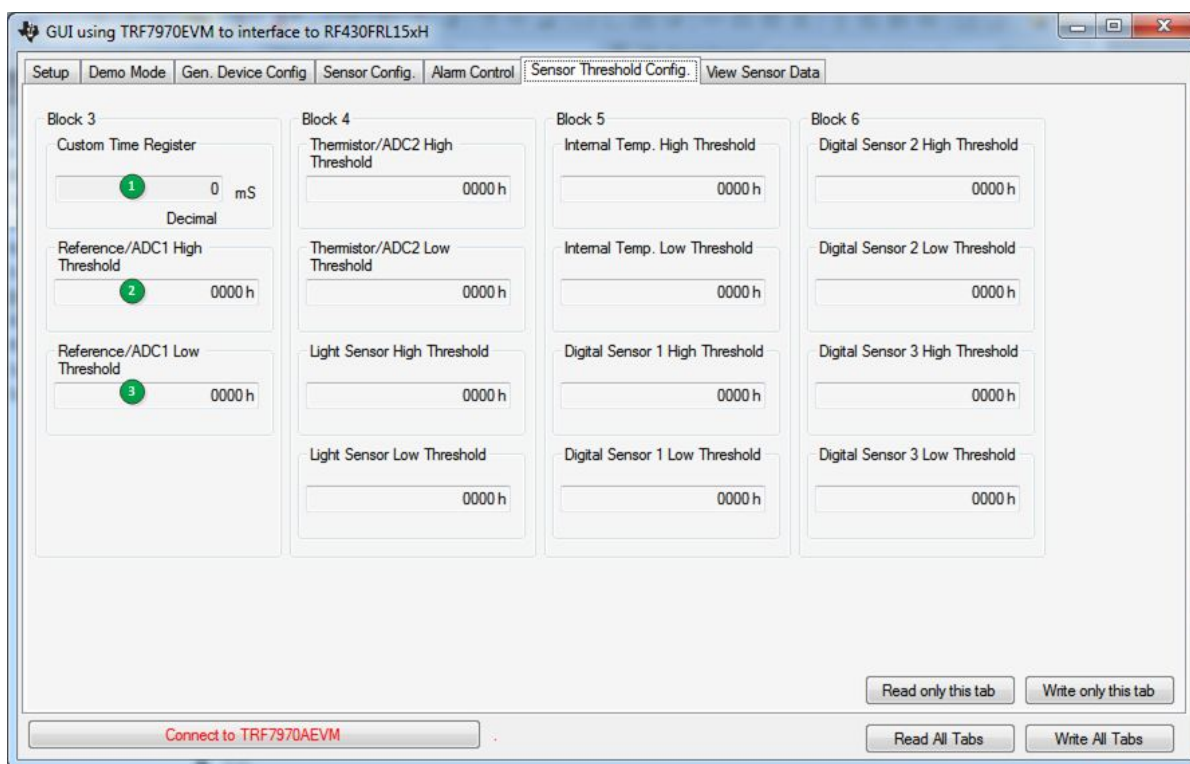 GUI using TRF7970EVM to interface to RF430FRL15xH
Setup Demo Mode Gen. Device Config Sensor Config. Alarm Control Sensor Threshold Config. View Sensor Data
Block 3
Custom Time Register
1 0 mS
Decimal
Reference/ADC1 High
Threshold
2 0000 h
Reference/ADC1 Low
Threshold
3 0000 h
Block 4
Thermistor/ADC2 High
Threshold
0000 h
Thermistor/ADC2 Low
Threshold
0000 h
Light Sensor High Threshold
0000 h
Light Sensor Low Threshold
0000 h
Block 5
Internal Temp. High Threshold
0000 h
Internal Temp. Low Threshold
0000 h
Digital Sensor 1 High Threshold
0000 h
Digital Sensor 1 Low Threshold
0000 h
Block 6
Digital Sensor 2 High Threshold
0000 h
Digital Sensor 2 Low Threshold
0000 h
Digital Sensor 3 High Threshold
0000 h
Digital Sensor 3 Low Threshold
0000 h
Read only this tab Write only this tab
Connect to TRF7970AEVM .
Read All Tabs Write All Tabs